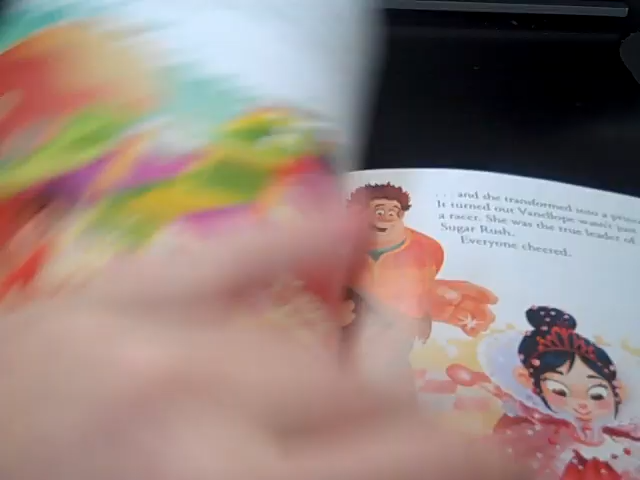 . . . and she transformed into a
It turned out Vanellope wasn't just
a racer. She was the true leader of
Sugar Rush.
Everyone cheered.